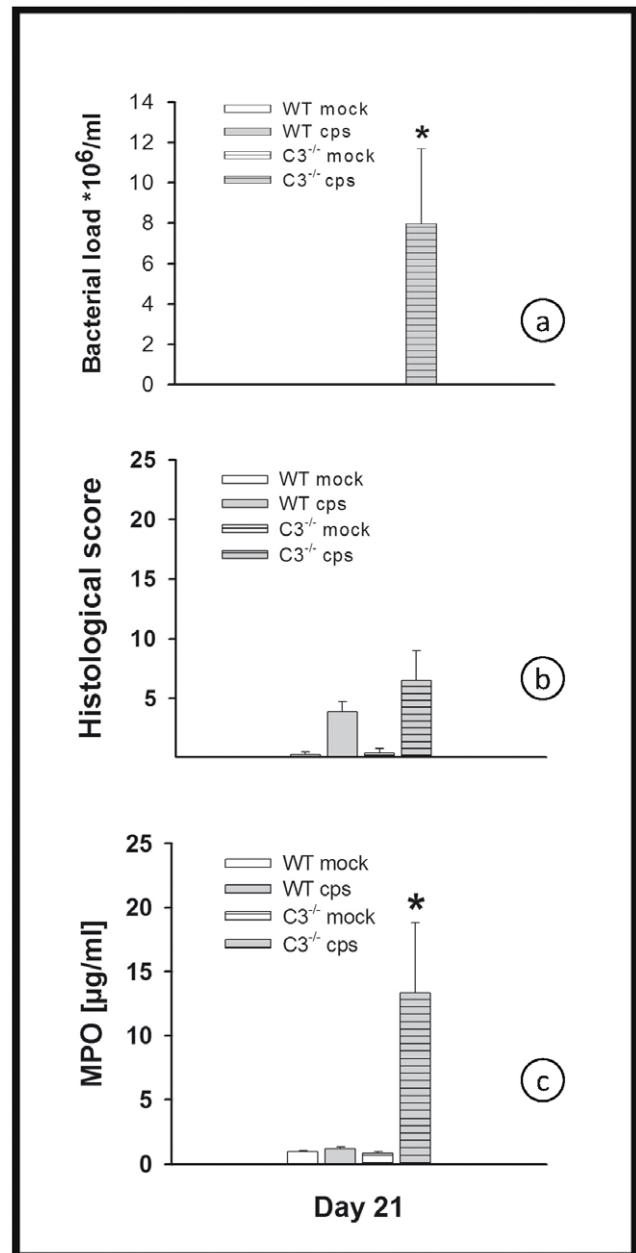 14
12
10
8
6
4
2
0
Bacterial load *10⁶/ml
WT mock
WT cps
C3⁻/⁻ mock
C3⁻/⁻ cps
*
a
25
20
15
10
5
Histological score
WT mock
WT cps
C3⁻/⁻ mock
C3⁻/⁻ cps
b
25
20
15
10
5
0
MPO [µg/ml]
WT mock
WT cps
C3⁻/⁻ mock
C3⁻/⁻ cps
*
c
Day 21